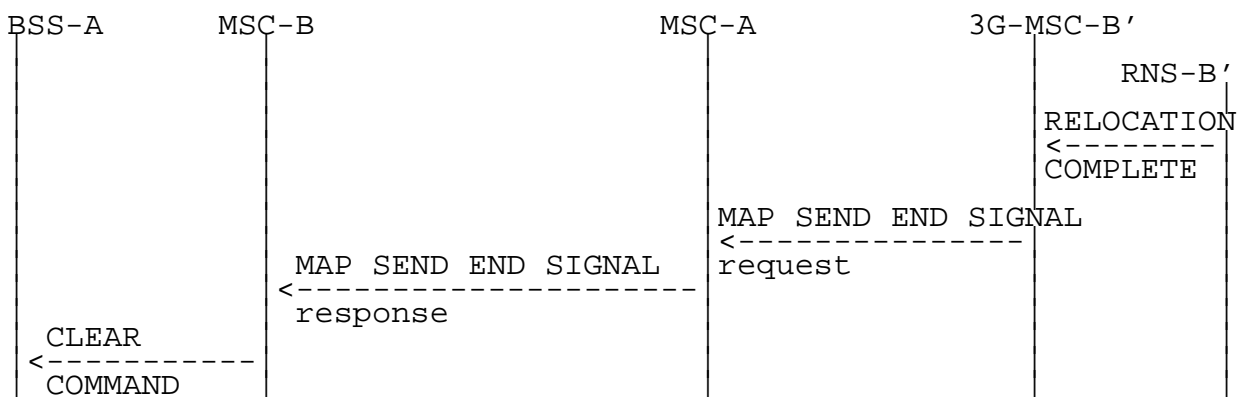 BSS-A MSC-B MSC-A 3G-MSC-B'
RNS-B'
RELOCATION
COMPLETE
MAP SEND END SIGNAL
request
MAP SEND END SIGNAL
response
CLEAR
COMMAND